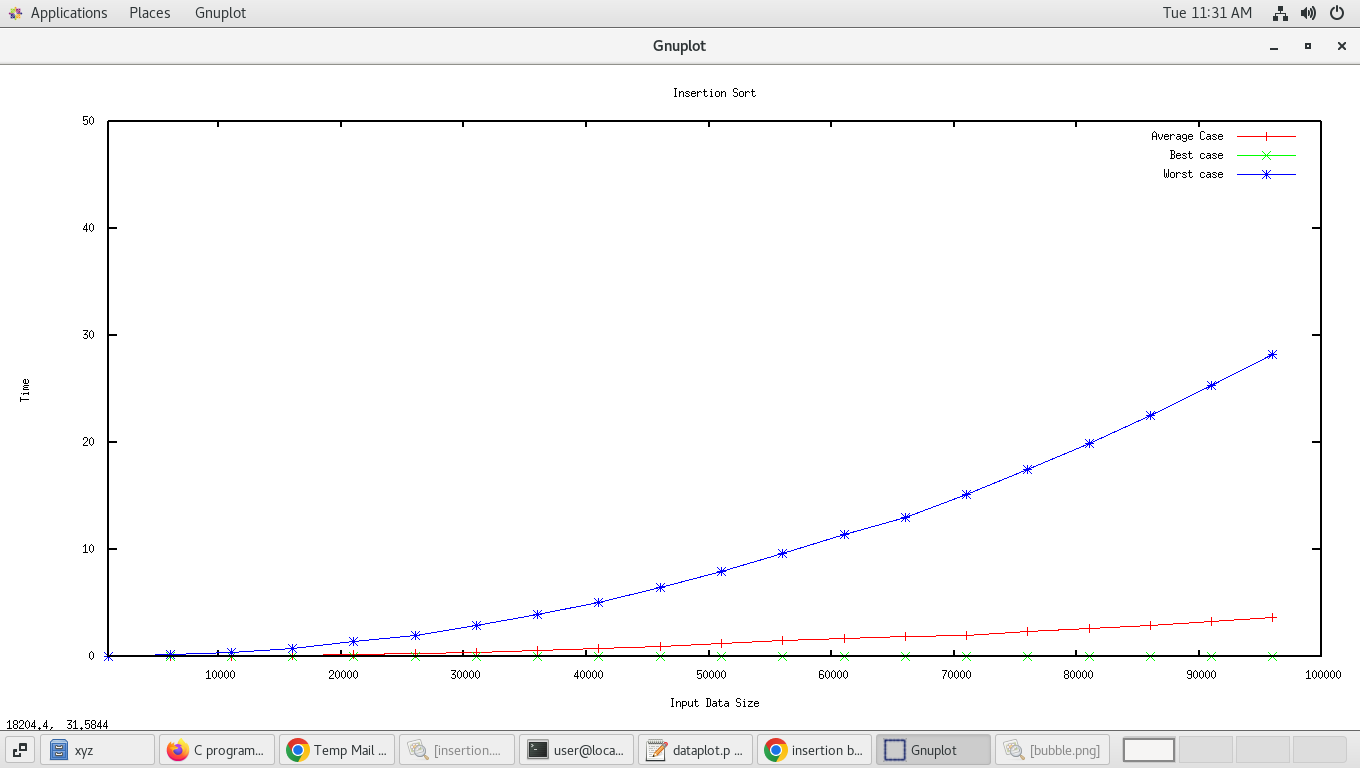 Applications Places Gnuplot Tue 11:31 AM
Gnuplot
Insertion Sort
50
40
30
20
10
0
Average Case
Best case
Worst case
Time
10000 20000 30000 40000 50000 60000 70000 80000 90000 100000
Input Data Size
18204.4, 31.5844
xyz C program... Temp Mail ... [insertion.... user@loca... dataplot.p ... insertion b... Gnuplot [bubble.png]